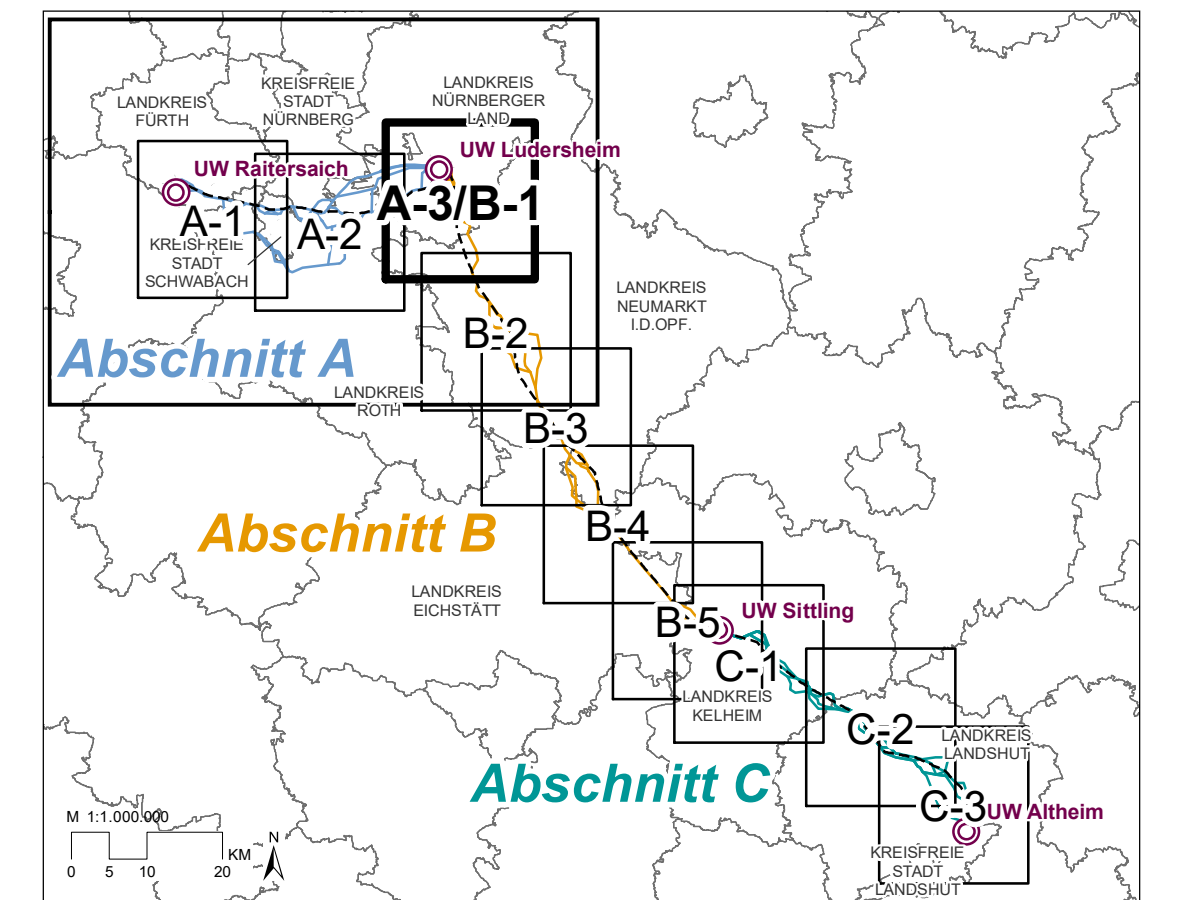 LANDKREIS
FÜRTH
KREISFREIE
STADT
NÜRNBERG
LANDKREIS
NÜRNBERGER
LAND
UW Raitersaich
UW Ludersheim
A-1
A-2
A-3/B-1
KREISFREIE
STADT
SCHWABACH
LANDKREIS
NEUMARKT
I.D.OPF.
B-2
Abschnitt A
LANDKREIS
ROTH
B-3
Abschnitt B
B-4
LANDKREIS
EICHSTÄTT
B-5
UW Sittling
C-1
LANDKREIS
KELHEIM
C-2
LANDKREIS
LANDSHUT
Abschnitt C
C-3
UW Altheim
KREISFREIE
STADT
LANDSHUT
M 1:1.000.000
KM
0 5 10 20
N